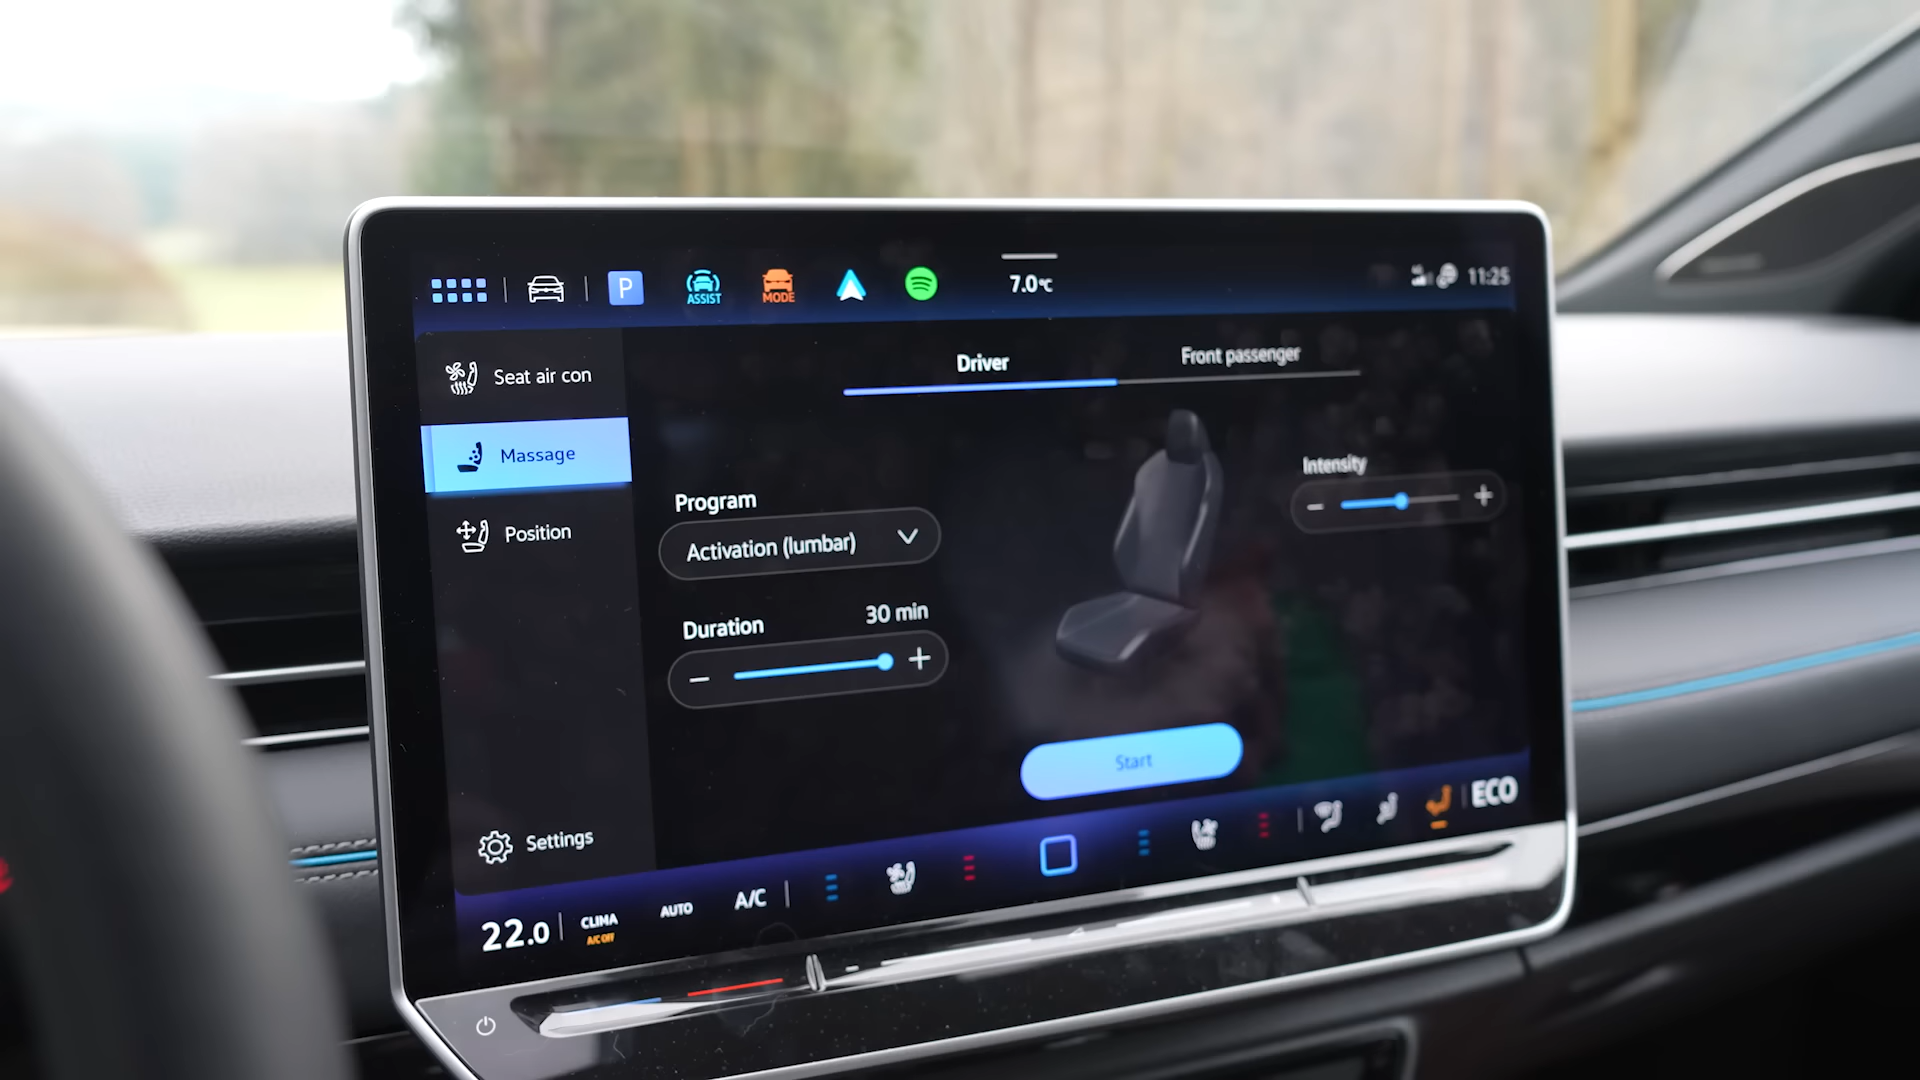 P
ASSIST
MODE
7.0°C
11:25
Seat air con
Massage
Position
Settings
Driver
Front passenger
Program
Activation (lumbar)
Duration
30 min
Intensity
Start
22.0
CLIMA
A/C OFF
AUTO
A/C
ECO